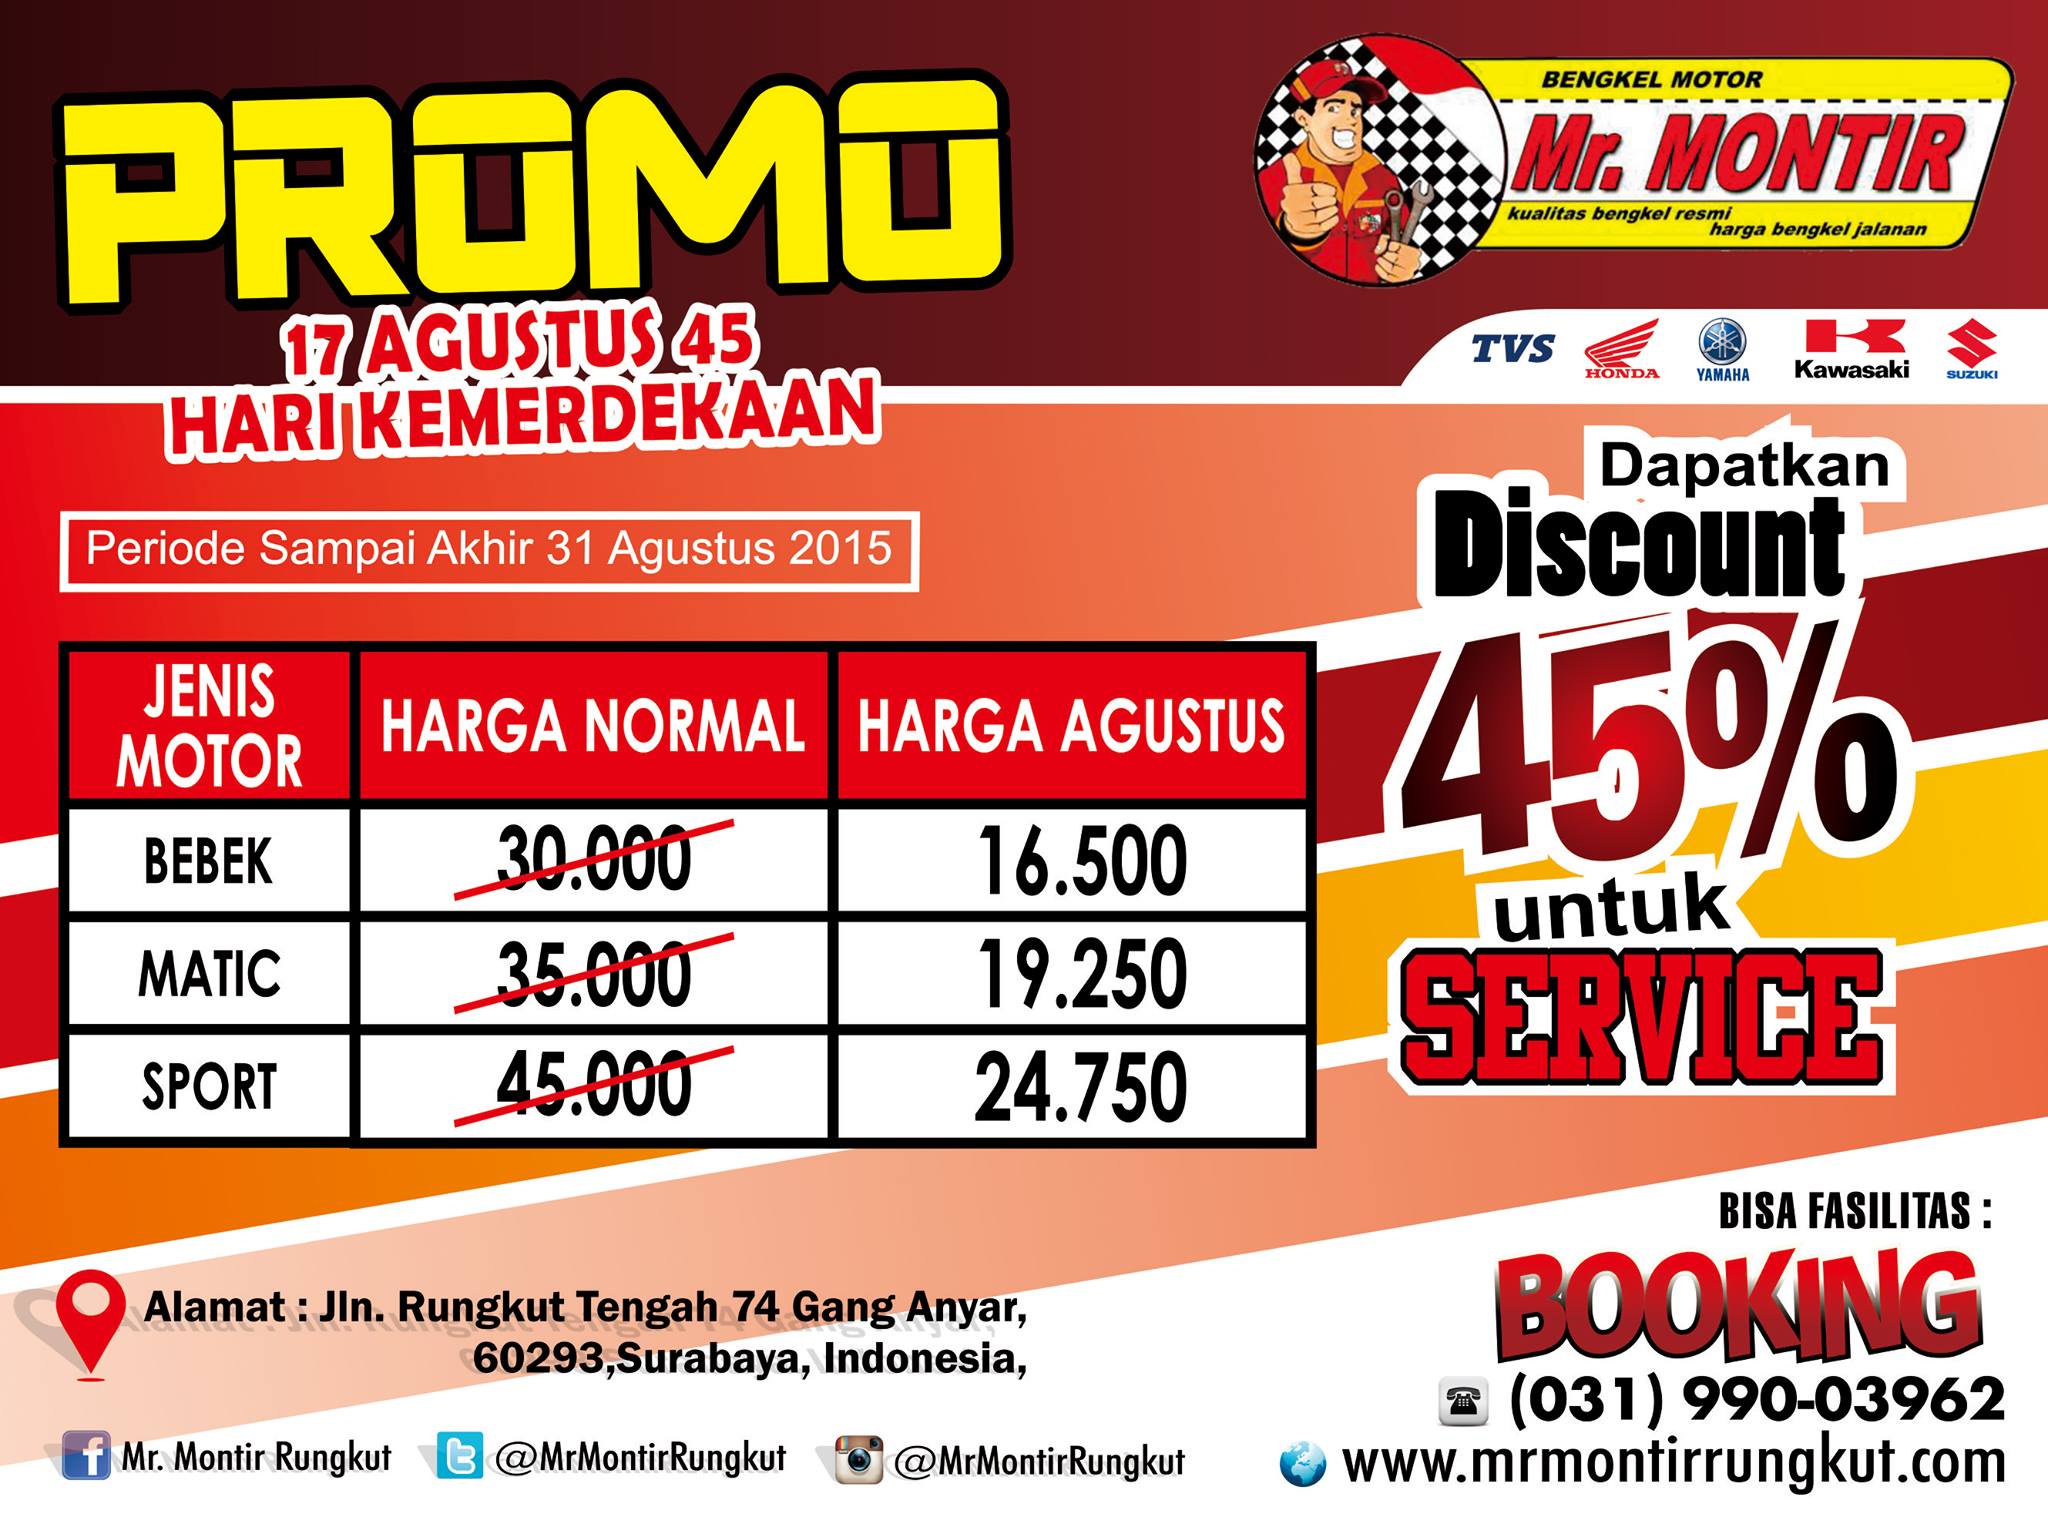 PROMO
17 AGUSTUS 45
HARI KEMERDEKAAN
BENGKEL MOTOR
Mr. MONTIR
kualitas bengkel resmi
harga bengkel jalanan
TVS HONDA YAMAHA Kawasaki SUZUKI
Periode Sampai Akhir 31 Agustus 2015
Dapatkan
Discount
45%
untuk
SERVICE
JENIS MOTOR HARGA NORMAL HARGA AGUSTUS
BEBEK 30.000 16.500
MATIC 35.000 19.250
SPORT 45.000 24.750
BISA FASILITAS :
BOOKING
(031) 990-03962
www.mrmontirrungkut.com
Alamat : Jln. Rungkut Tengah 74 Gang Anyar,
60293,Surabaya, Indonesia,
Mr. Montir Rungkut @MrMontirRungkut @MrMontirRungkut